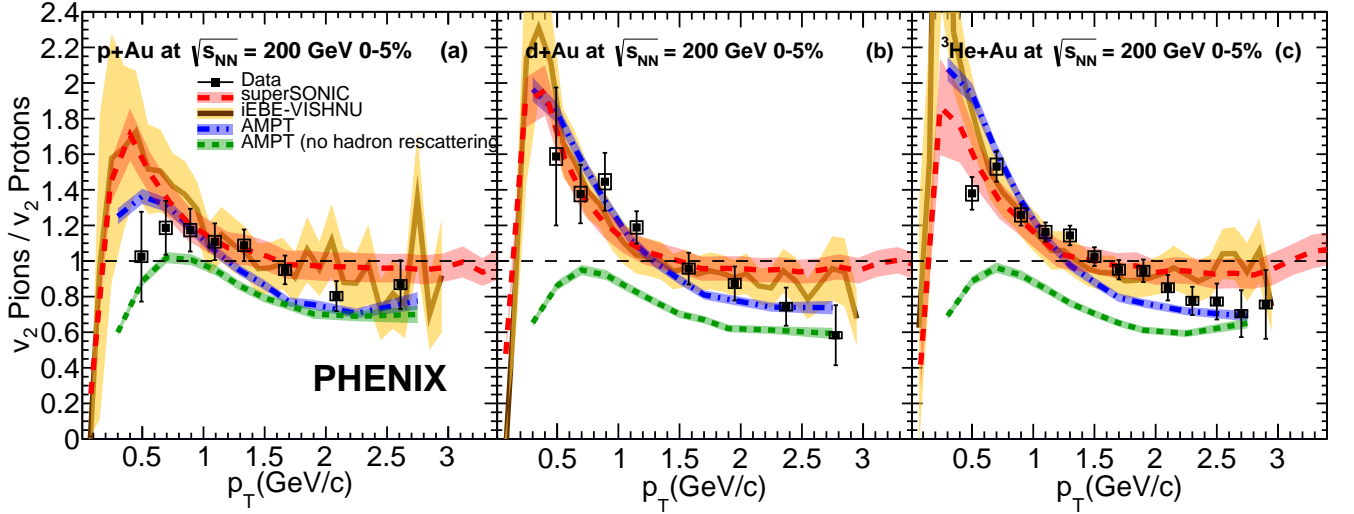 p+Au at √s_NN = 200 GeV 0-5% (a)
Data
superSONIC
iEBE-VISHNU
AMPT
AMPT (no hadron rescattering
PHENIX
d+Au at √s_NN = 200 GeV 0-5% (b)
³He+Au at √s_NN = 200 GeV 0-5% (c)
v₂ Pions / v₂ Protons
2.4
2.2
2
1.8
1.6
1.4
1.2
1
0.8
0.6
0.4
0.2
0
0.5 1 1.5 2 2.5 3
0.5 1 1.5 2 2.5 3
0.5 1 1.5 2 2.5 3
p_T(GeV/c)
p_T(GeV/c)
p_T(GeV/c)